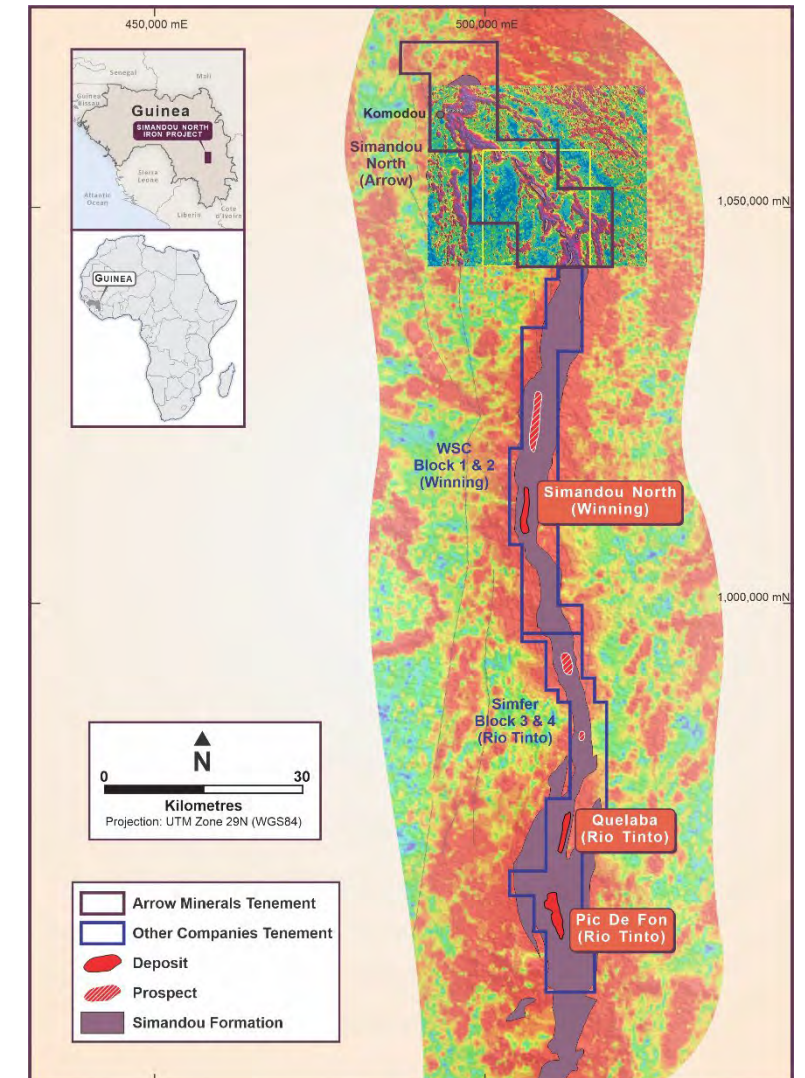 450,000 mE
500,000 mE
Senegal
Mali
Guinea
Bissau
Guinea
SIMANDOU NORTH
IRON PROJECT
Sierra
Leone
Atlantic
Ocean
Liberia
Cote
d'Ivoire
GUINEA
Komodou
Simandou
North
(Arrow)
1,050,000 mN
WSC
Block 1 & 2
(Winning)
Simandou North
(Winning)
1,000,000 mN
Simfer
Block 3 & 4
(Rio Tinto)
N
0
30
Kilometres
Projection: UTM Zone 29N (WGS84)
Quelaba
(Rio Tinto)
Pic De Fon
(Rio Tinto)
Arrow Minerals Tenement
Other Companies Tenement
Deposit
Prospect
Simandou Formation